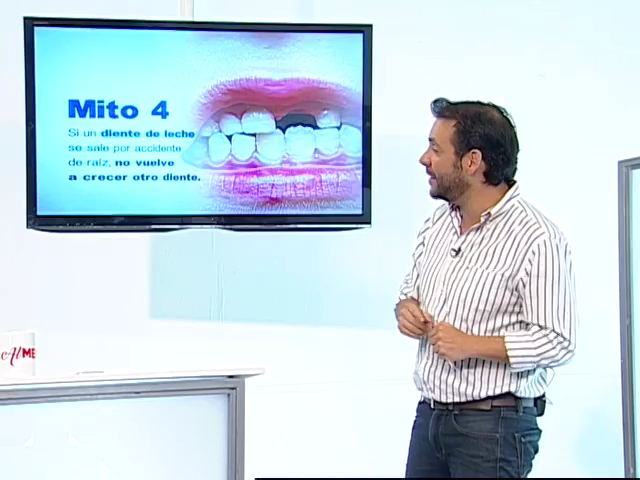 Mito 4
Si un diente de leche
se sale por accidente
de raíz, no vuelve
a crecer otro diente.